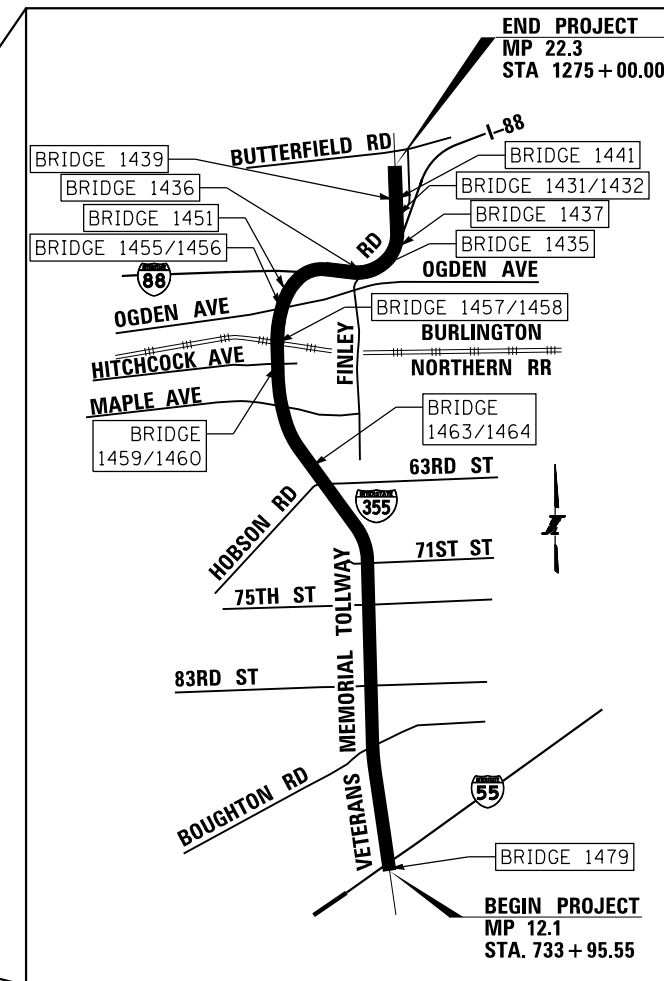 END PROJECT
MP 22.3
STA 1275+00.00
I-88
BUTTERFIELD RD
BRIDGE 1439
BRIDGE 1441
BRIDGE 1436
BRIDGE 1431/1432
BRIDGE 1451
BRIDGE 1437
BRIDGE 1455/1456
RD
BRIDGE 1435
88
OGDEN AVE
OGDEN AVE
BRIDGE 1457/1458
FINLEY
BURLINGTON
NORTHERN RR
HITCHCOCK AVE
MAPLE AVE
BRIDGE
1463/1464
BRIDGE
1459/1460
63RD ST
HOBSON RD
INTERSTATE
355
71ST ST
75TH ST
VETERANS MEMORIAL TOLLWAY
83RD ST
BOUGHTON RD
55
BRIDGE 1479
BEGIN PROJECT
MP 12.1
STA. 733+95.55